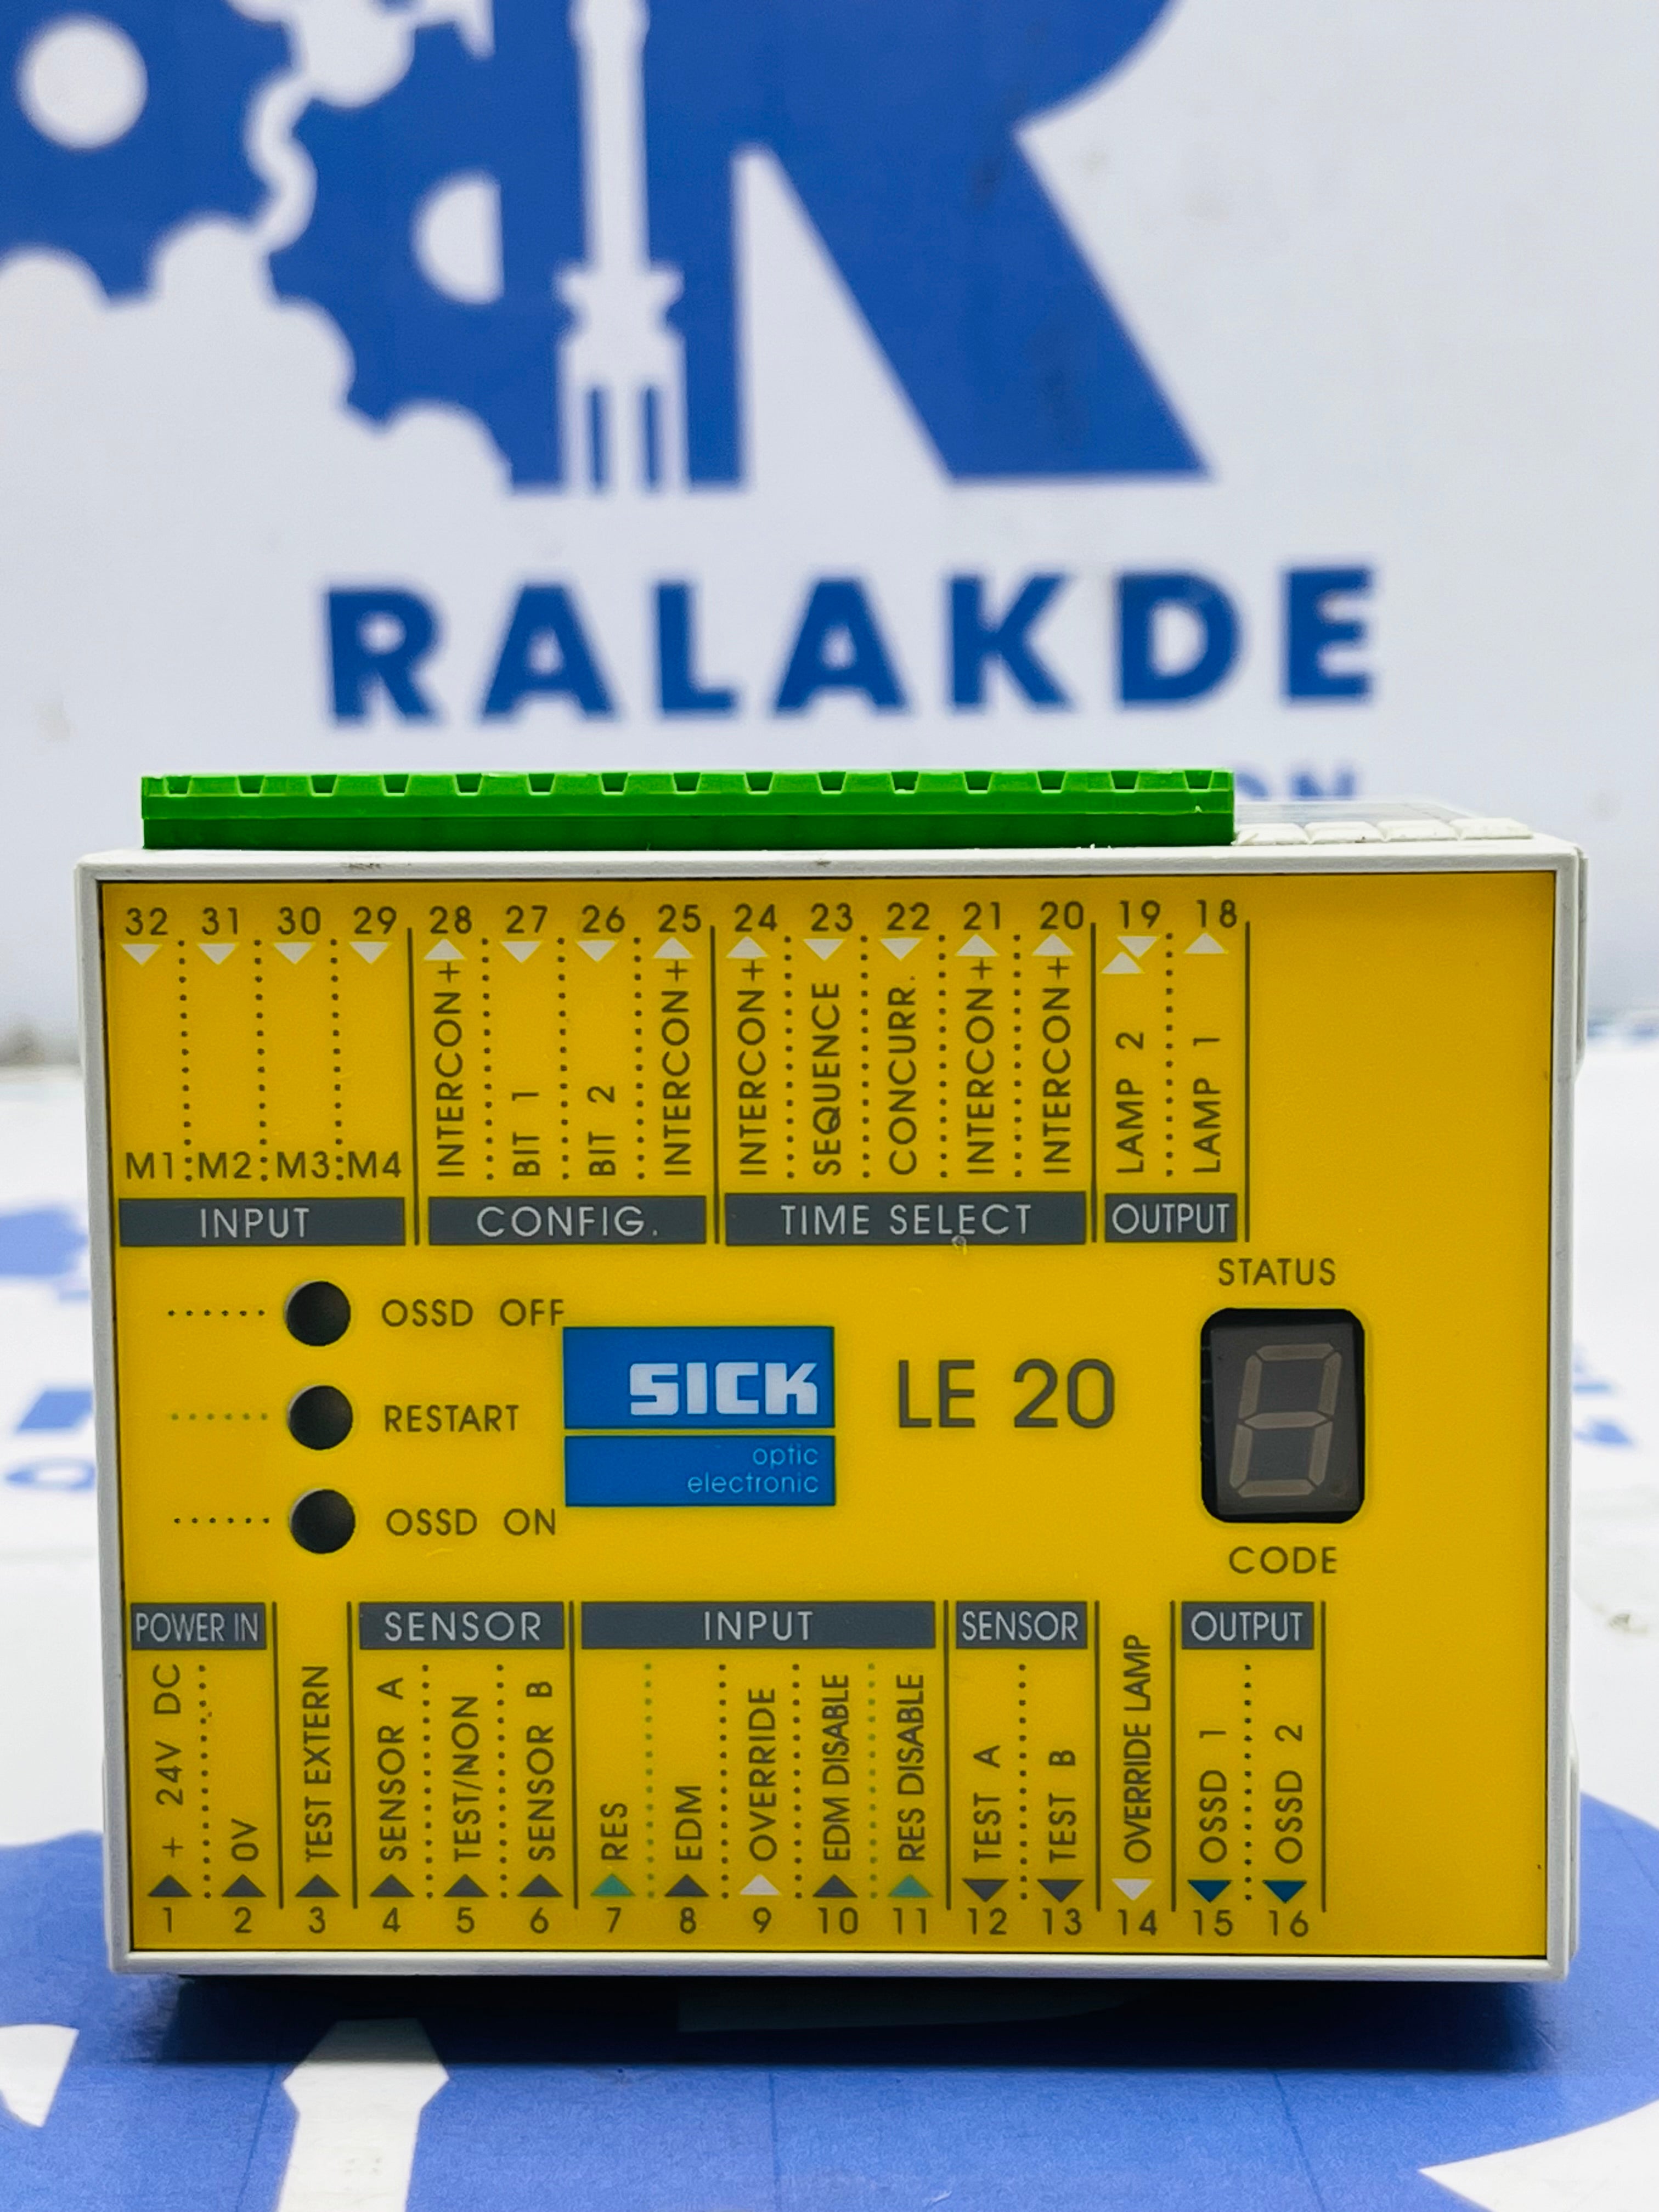 RALAKDE
32 31 30 29 28 27 26 25 24 23 22 21 20 19 18
M1 M2 M3 M4
INTERCON+
BIT 1
BIT 2
INTERCON+
INTERCON+
SEQUENCE
CONCURR.
INTERCON+
INTERCON+
LAMP 2
LAMP 1
INPUT CONFIG. TIME SELECT OUTPUT
STATUS
OSSD OFF
RESTART
OSSD ON
SICK
optic
electronic
LE 20
CODE
POWER IN SENSOR INPUT SENSOR OUTPUT
+ 24V DC
0V
TEST EXTERN
SENSOR A
TEST/NON
SENSOR B
RES
EDM
OVERRIDE
EDM DISABLE
RES DISABLE
TEST A
TEST B
OVERRIDE LAMP
OSSD 1
OSSD 2
1 2 3 4 5 6 7 8 9 10 11 12 13 14 15 16